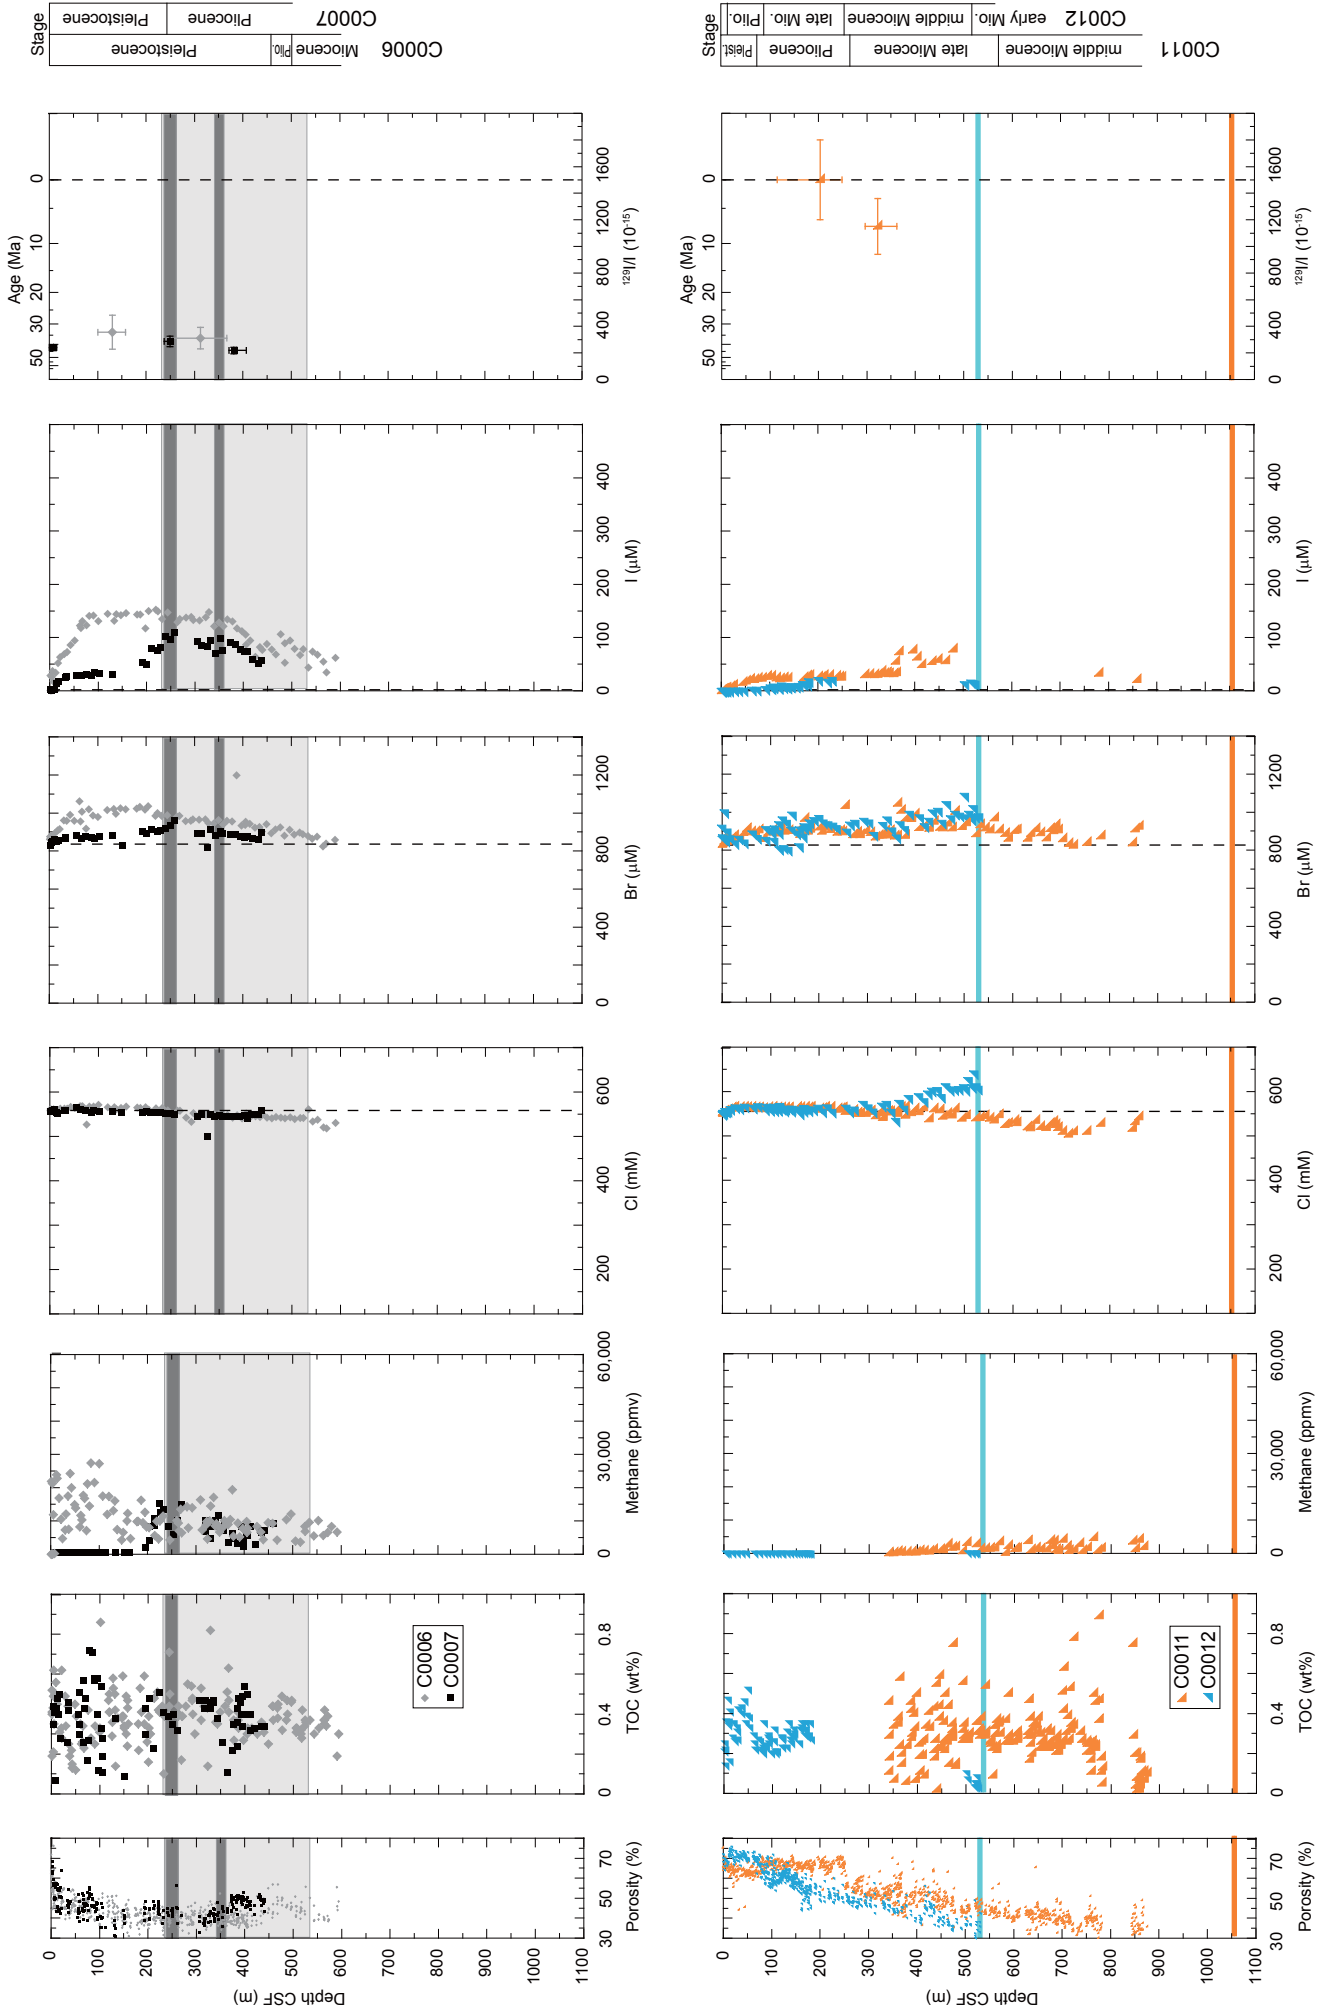 Stage
Pleistocene
Pliocene
C0007
Pleistocene
Plio.
Miocene
C0006
Age (Ma)
50
30
20
10
0
0
400
800
1200
1600
¹²⁹I/I (10⁻¹⁵)
0
100
200
300
400
I (μM)
0
400
800
1200
Br (μM)
200
400
600
Cl (mM)
0
30,000
60,000
Methane (ppmv)
C0006
C0007
0
0.4
0.8
TOC (wt%)
30
50
70
Porosity (%)
0
100
200
300
400
500
600
700
800
900
1000
1100
Depth CSF (m)
Stage
Plio.
late Mio.
middle Miocene
early Mio.
C0012
Pleist.
Pliocene
late Miocene
middle Miocene
C0011
Age (Ma)
50
30
20
10
0
0
400
800
1200
1600
¹²⁹I/I (10⁻¹⁵)
0
100
200
300
400
I (μM)
0
400
800
1200
Br (μM)
200
400
600
Cl (mM)
0
30,000
60,000
Methane (ppmv)
C0011
C0012
0
0.4
0.8
TOC (wt%)
30
50
70
Porosity (%)
0
100
200
300
400
500
600
700
800
900
1000
1100
Depth CSF (m)